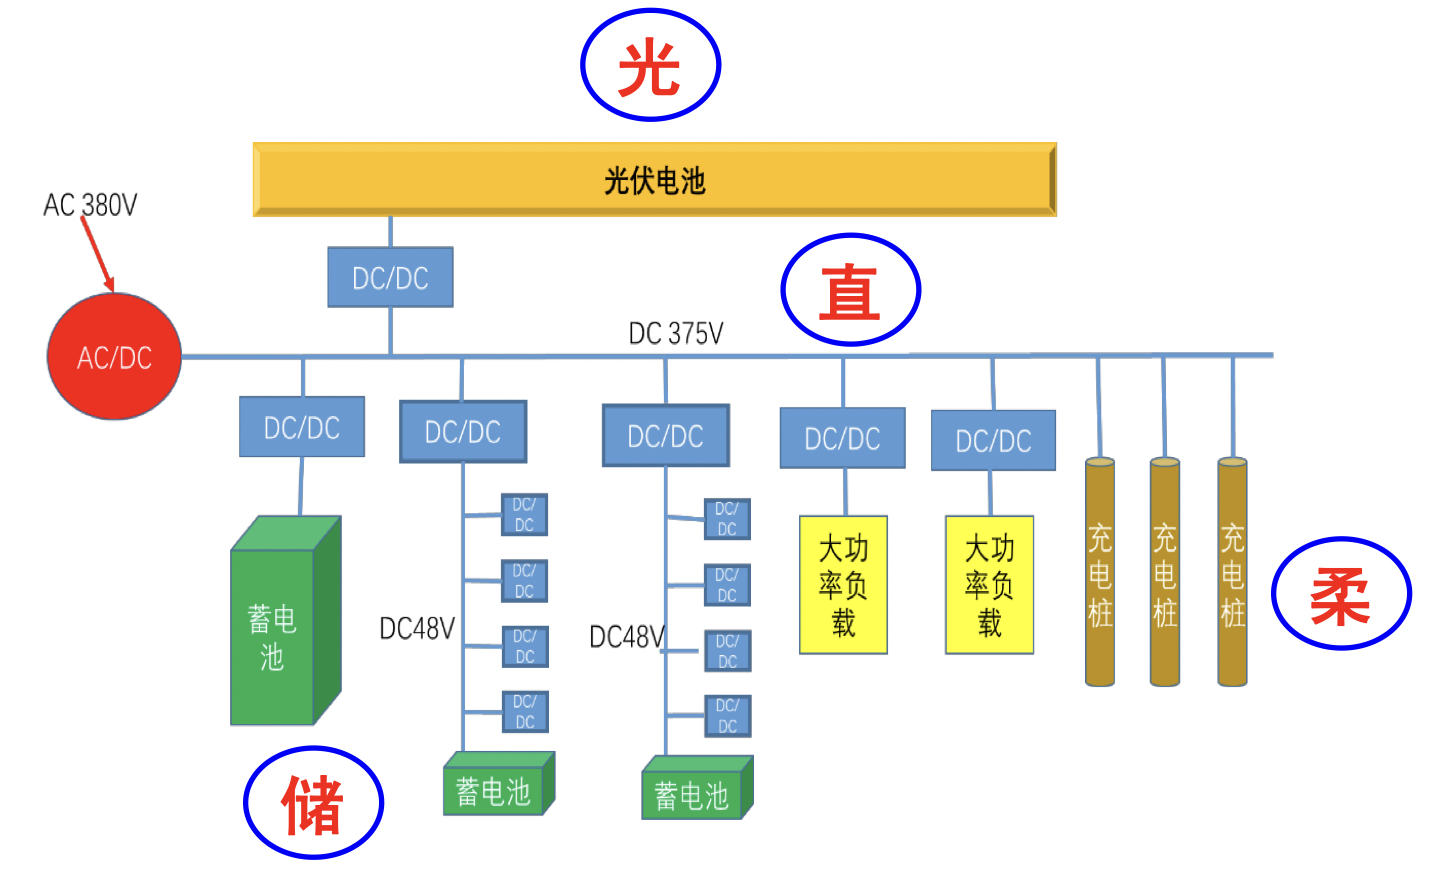 光
光伏电池
AC 380V
DC/DC
直
DC 375V
AC/DC
DC/DC
DC/DC
DC/DC
DC/DC
DC/DC
DC/
DC
DC/
DC
DC/
DC
DC/
DC
DC48V
DC/
DC
DC/
DC
DC/
DC
DC/
DC
DC48V
大功
率负
载
大功
率负
载
充
电
桩
充
电
桩
充
电
桩
柔
蓄电
池
蓄电池
蓄电池
储